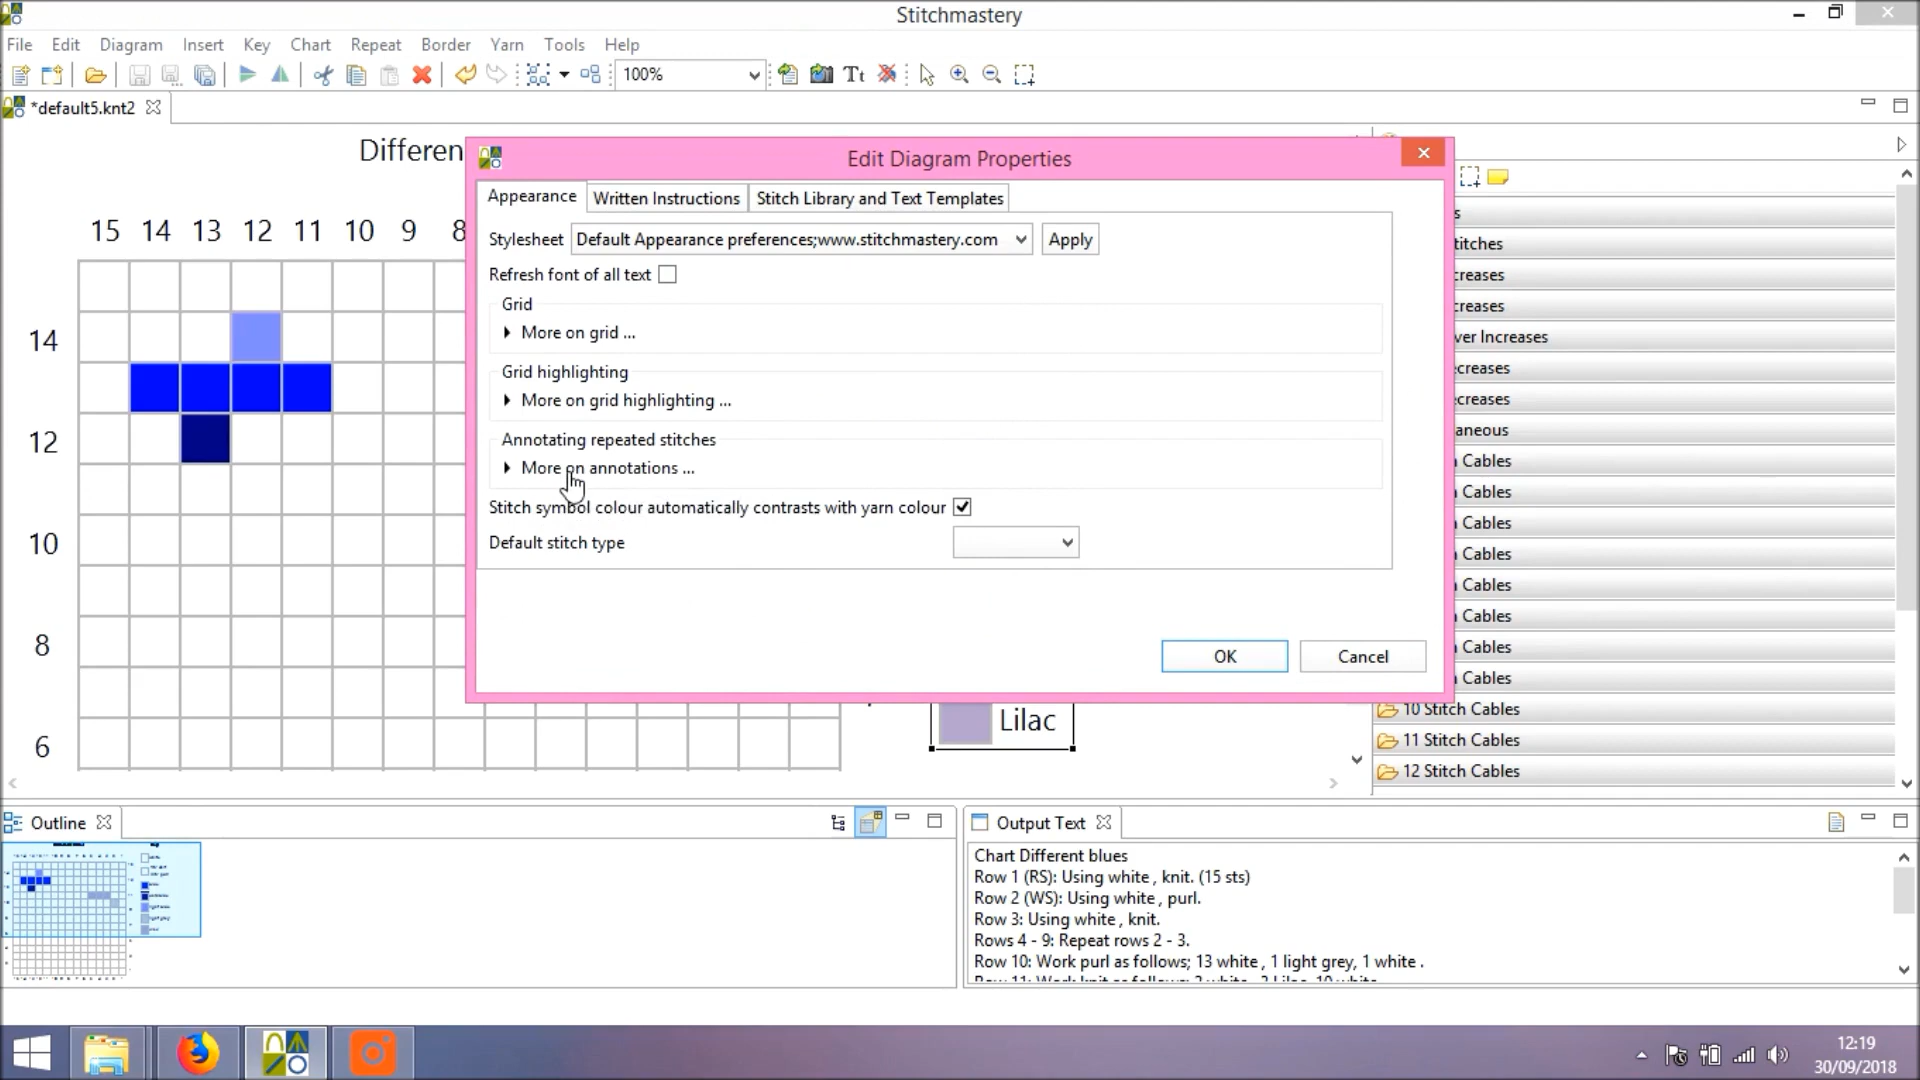 Stitchmastery
File Edit Diagram Insert Key Chart Repeat Border Yarn Tools Help
100% Tt
*default5.knt2
Differen
15 14 13 12 11 10 9 8
14
12
10
8
6
Edit Diagram Properties
Appearance Written Instructions Stitch Library and Text Templates
Stylesheet Default Appearance preferences;www.stitchmastery.com Apply
Refresh font of all text
Grid
More on grid ...
Grid highlighting
More on grid highlighting ...
Annotating repeated stitches
More on annotations ...
Stitch symbol colour automatically contrasts with yarn colour
Default stitch type
OK Cancel
Lilac
s
titches
creases
creases
ver Increases
creases
creases
aneous
Cables
Cables
Cables
Cables
Cables
Cables
Cables
Cables
10 Stitch Cables
11 Stitch Cables
12 Stitch Cables
Outline
Output Text
Chart Different blues
Row 1 (RS): Using white , knit. (15 sts)
Row 2 (WS): Using white , purl.
Row 3: Using white , knit.
Rows 4 - 9: Repeat rows 2 - 3.
Row 10: Work purl as follows; 13 white , 1 light grey, 1 white .
12:19
30/09/2018